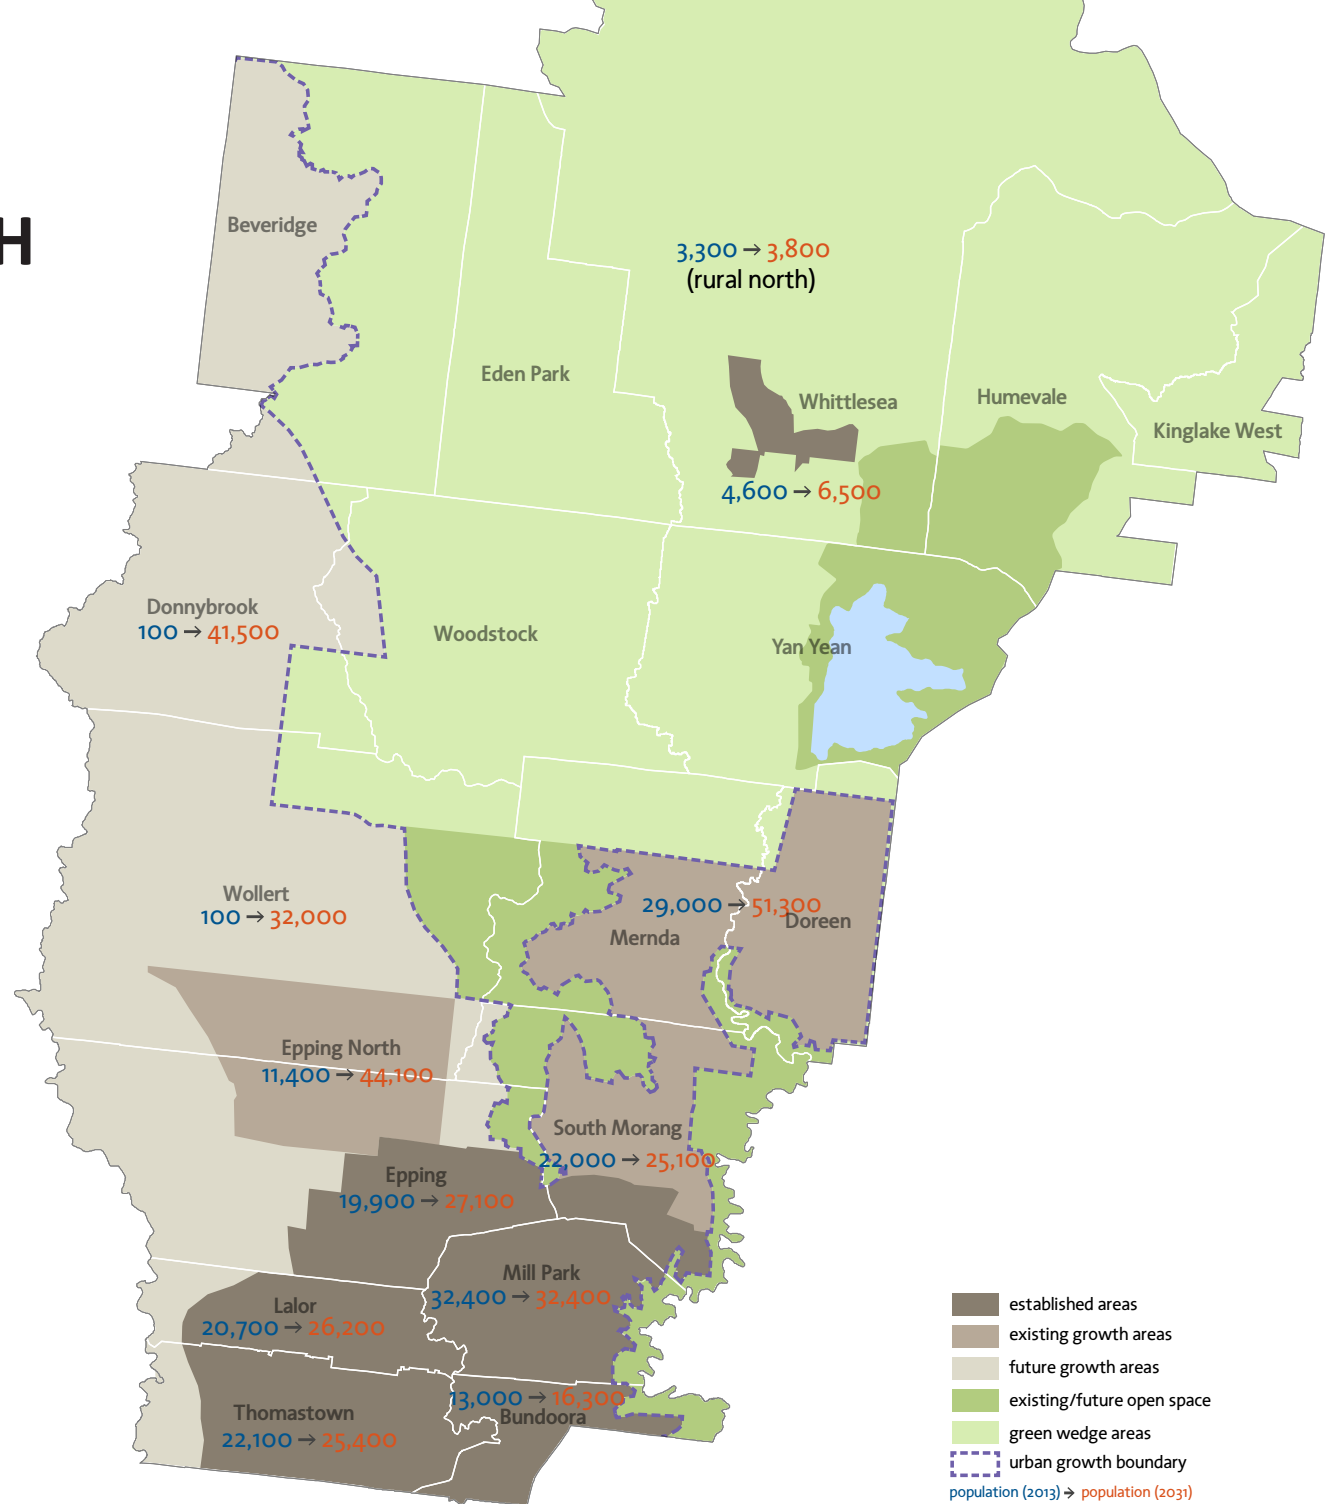 H
Beveridge
3,300 → 3,800
(rural north)
Eden Park
Whittlesea
Humevale
Kinglake West
4,600 → 6,500
Donnybrook
100 → 41,500
Woodstock
Yan Yean
Wollert
100 → 32,000
29,000 → 51,300
Doreen
Mernda
Epping North
11,400 → 44,100
South Morang
22,000 → 25,100
Epping
19,900 → 27,100
Mill Park
32,400 → 32,400
Lalor
20,700 → 26,200
13,000 → 16,300
Bundoora
Thomastown
22,100 → 25,400
established areas
existing growth areas
future growth areas
existing/future open space
green wedge areas
urban growth boundary
population (2013) → population (2031)